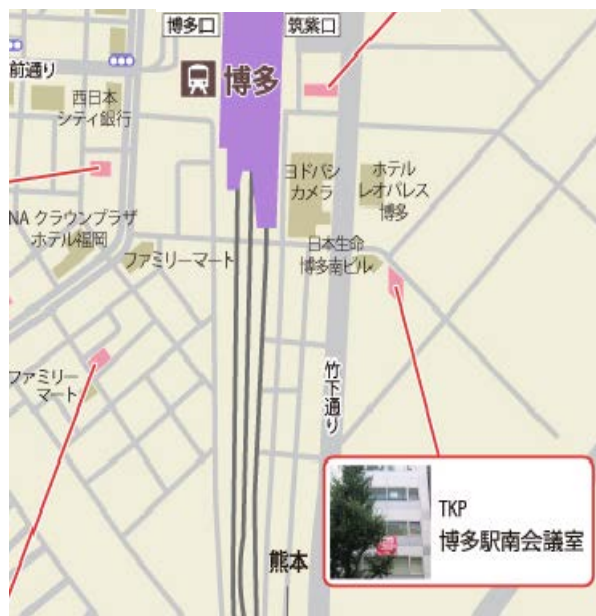 博多口
筑紫口
前通り
博多
西日本
シティ銀行
ヨドバシ
カメラ
ホテル
レオパレス
博多
NA クラウンプラザ
ホテル福岡
ファミリーマート
日本生命
博多南ビル
ファミリー
マート
竹下通り
TKP
博多駅南会議室
熊本